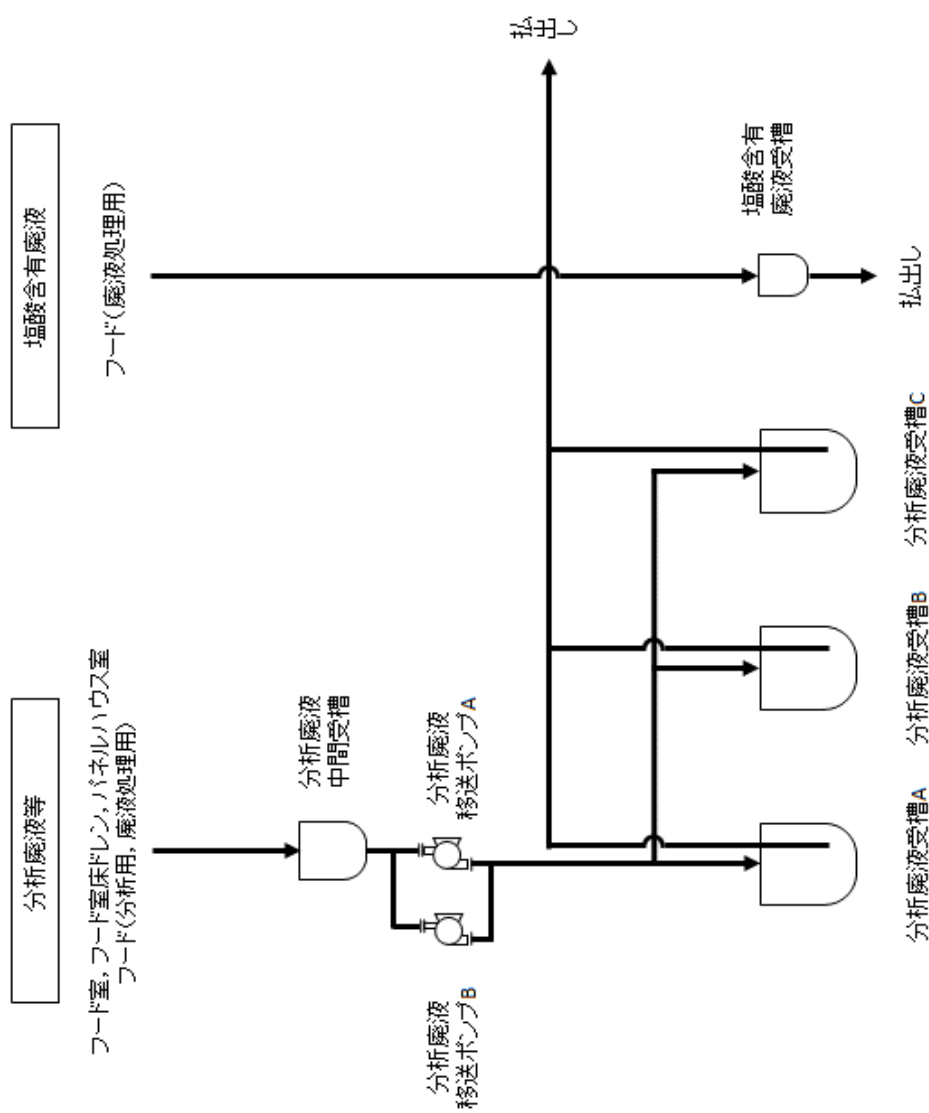 分析廃液等
フード室，フード室床ドレン，パネルハウス室
フード(分析用，廃液処理用)
分析廃液
中間受槽
分析廃液
移送ポンプA
分析廃液
移送ポンプB
分析廃液受槽A
分析廃液受槽B
分析廃液受槽C
塩酸含有廃液
フード(廃液処理用)
塩酸含有
廃液受槽
払出し
払出し